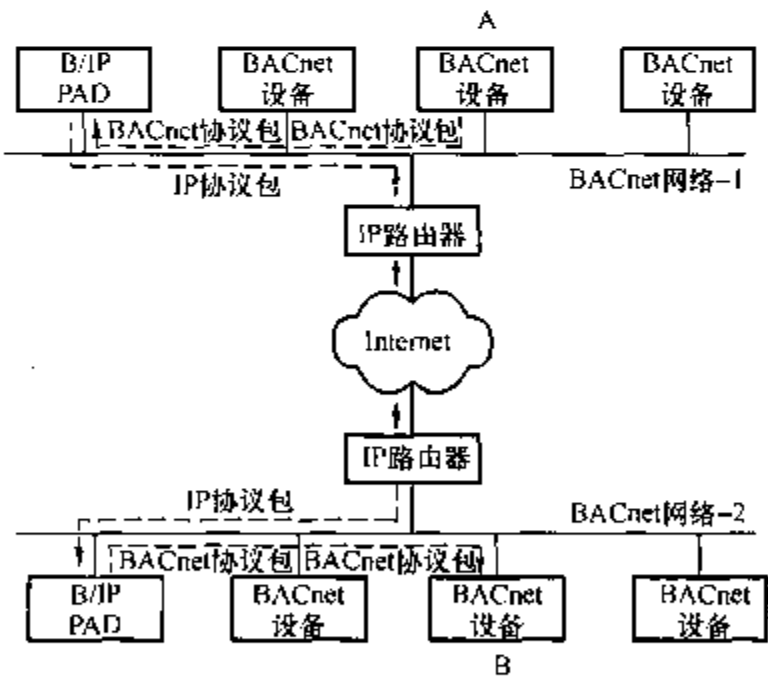 A
B/IP
PAD
BACnet
设备
BACnet
设备
BACnet
设备
BACnet协议包
BACnet协议包
IP协议包
BACnet网络-1
IP路由器
Internet
IP路由器
IP协议包
BACnet网络-2
BACnet协议包
BACnet协议包
B/IP
PAD
BACnet
设备
BACnet
设备
BACnet
设备
B